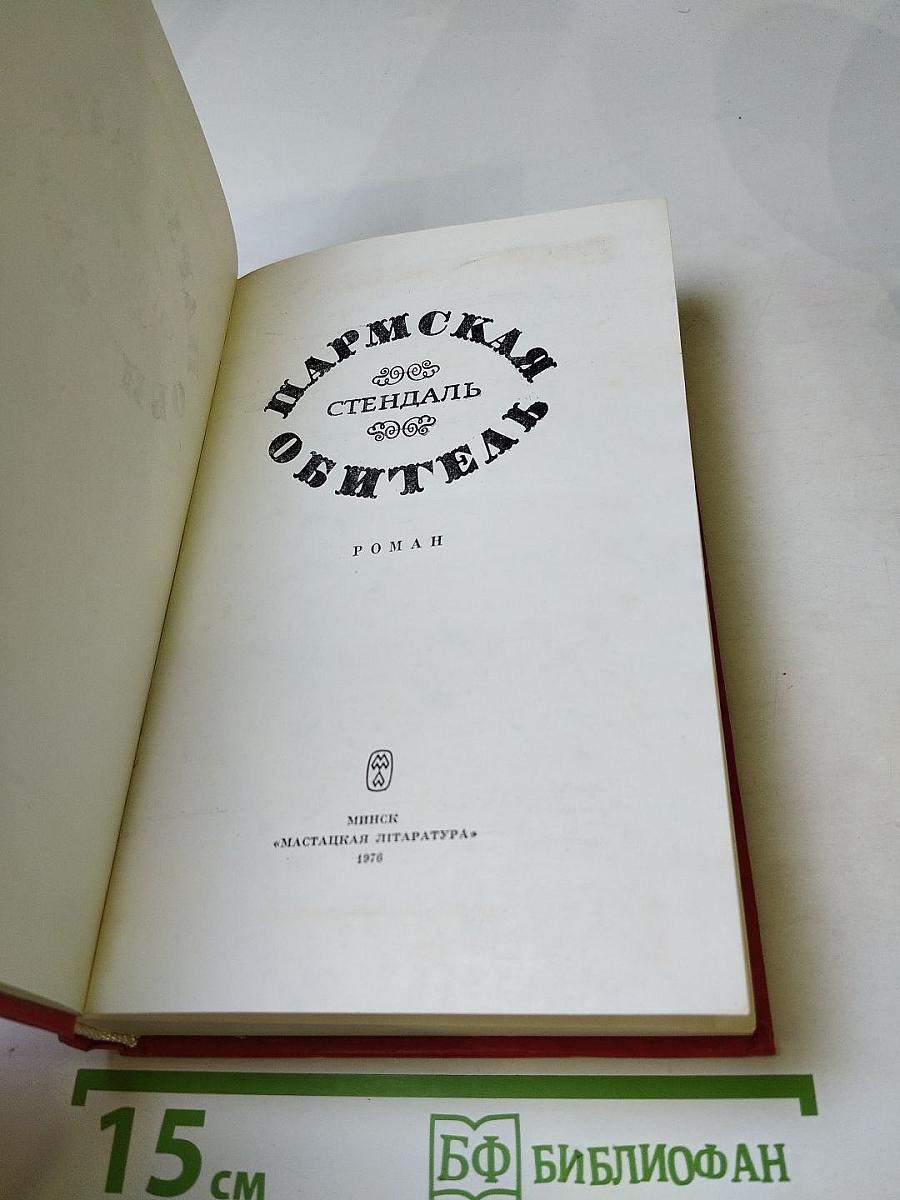 ПАРМСКАЯ
СТЕНДАЛЬ
ОБИТЕЛЬ
РОМАН
МИНСК
«МАСТАЦКАЯ ЛІТАРАТУРА»
1976
15 см
БФ БИБЛИОФАН